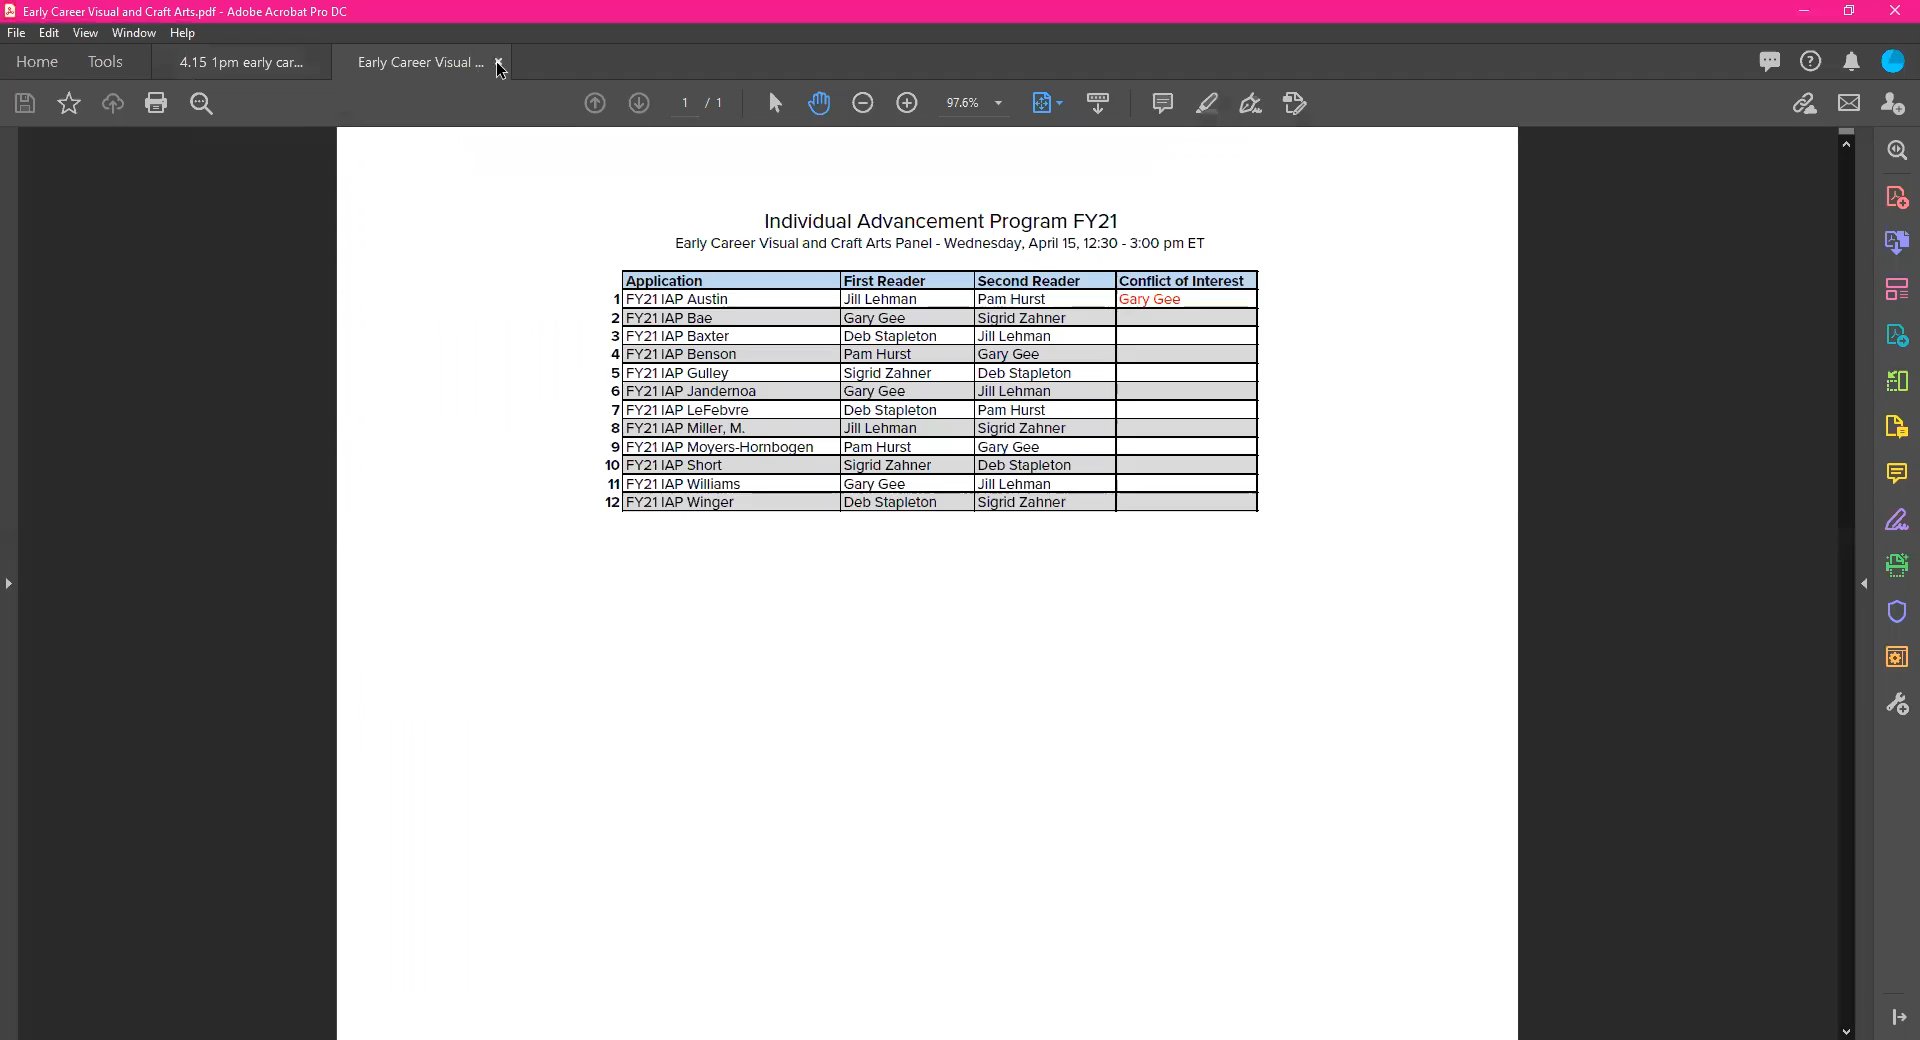 Early Career Visual and Craft Arts.pdf - Adobe Acrobat Pro DC
File Edit View Window Help
Home Tools 4.15 1pm early car... Early Career Visual ...
1 / 1 97.6%
Individual Advancement Program FY21
Early Career Visual and Craft Arts Panel - Wednesday, April 15, 12:30 - 3:00 pm ET
Application First Reader Second Reader Conflict of Interest
1 FY21 IAP Austin Jill Lehman Pam Hurst Gary Gee
2 FY21 IAP Bae Gary Gee Sigrid Zahner
3 FY21 IAP Baxter Deb Stapleton Jill Lehman
4 FY21 IAP Benson Pam Hurst Gary Gee
5 FY21 IAP Gulley Sigrid Zahner Deb Stapleton
6 FY21 IAP Jandernoa Gary Gee Jill Lehman
7 FY21 IAP LeFebvre Deb Stapleton Pam Hurst
8 FY21 IAP Miller, M. Jill Lehman Sigrid Zahner
9 FY21 IAP Moyers-Hornbogen Pam Hurst Gary Gee
10 FY21 IAP Short Sigrid Zahner Deb Stapleton
11 FY21 IAP Williams Gary Gee Jill Lehman
12 FY21 IAP Winger Deb Stapleton Sigrid Zahner